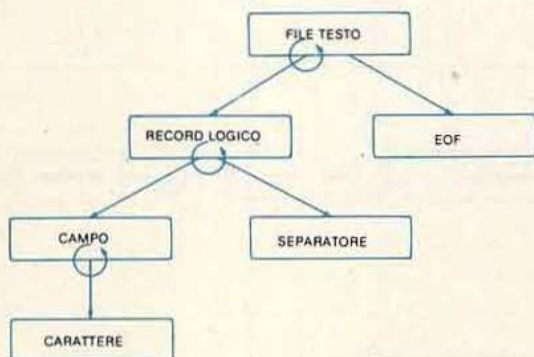 FILE TESTO
RECORD LOGICO
EOF
CAMPO
SEPARATORE
CARATTERE